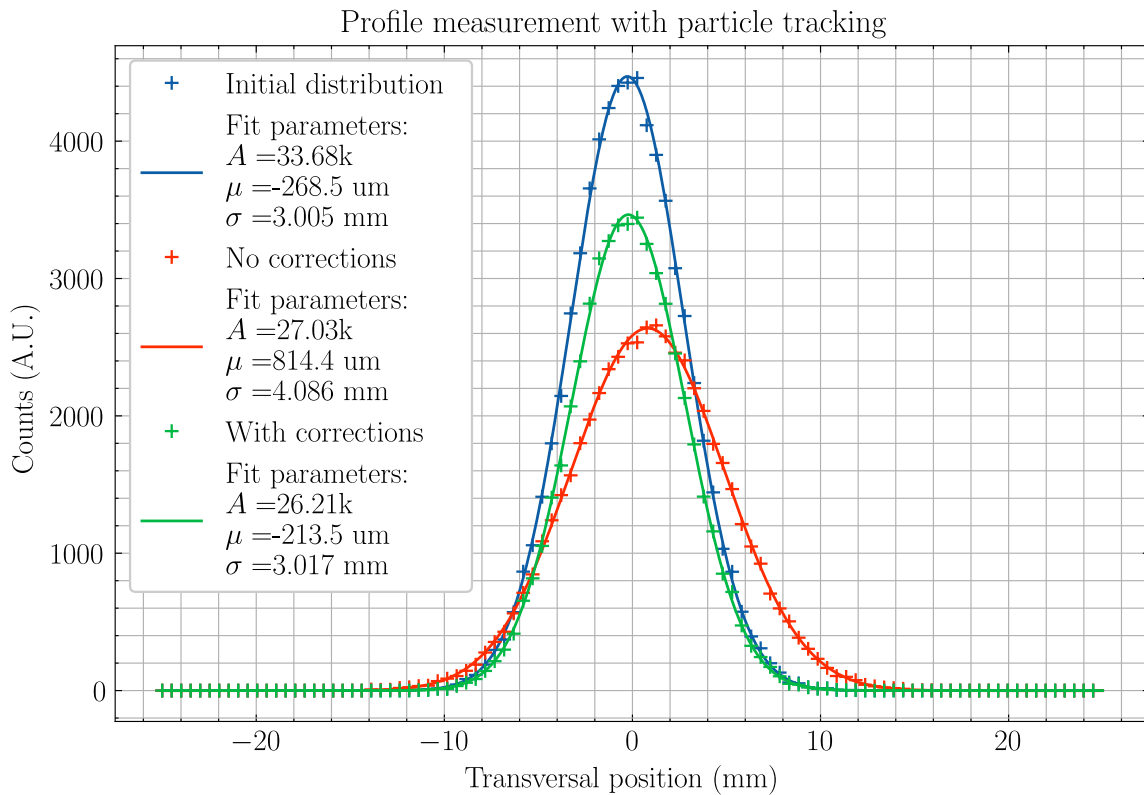 Profile measurement with particle tracking
Initial distribution
Fit parameters:
A =33.68k
μ =-268.5 um
σ =3.005 mm
No corrections
Fit parameters:
A =27.03k
μ =814.4 um
σ =4.086 mm
With corrections
Fit parameters:
A =26.21k
μ =-213.5 um
σ =3.017 mm
Counts (A.U.)
4000
3000
2000
1000
0
−20
−10
0
10
20
Transversal position (mm)